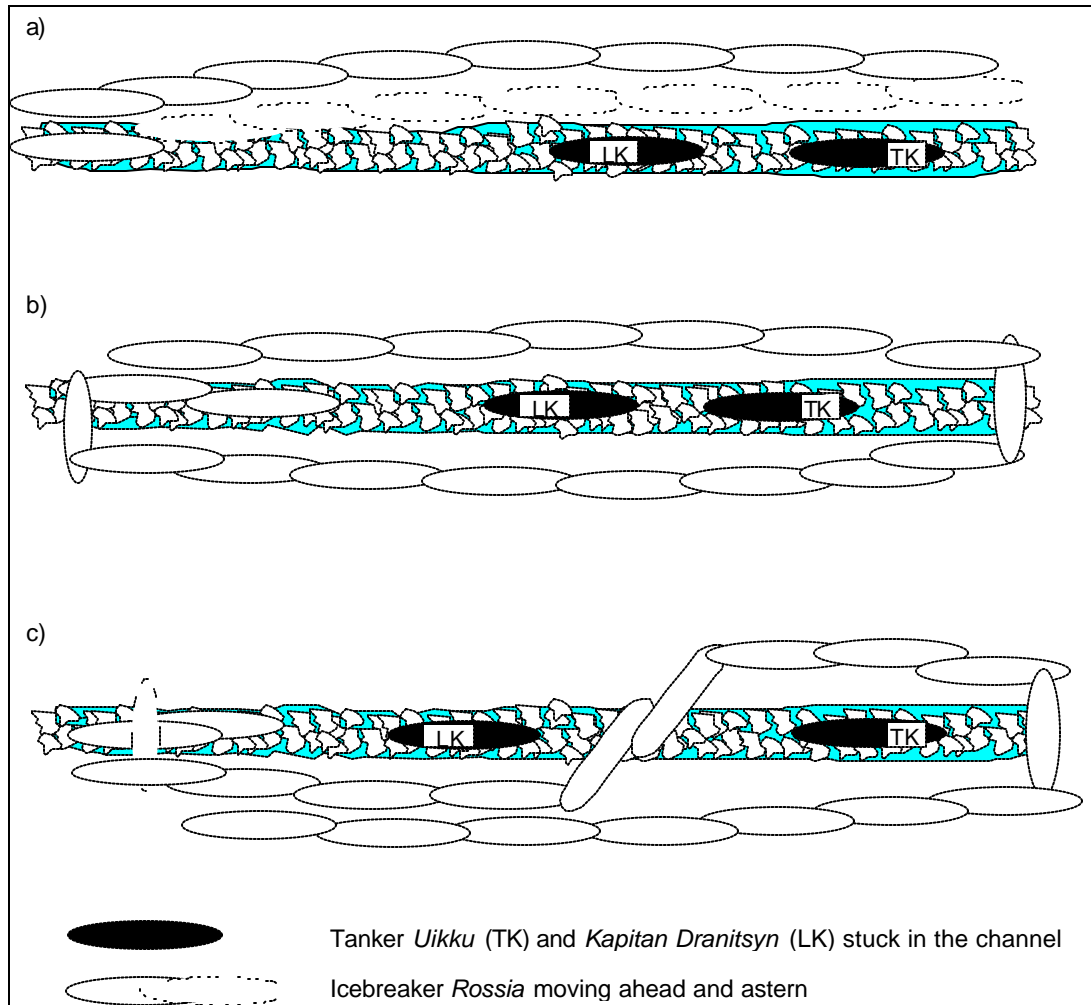 a)
LK
TK
b)
LK
TK
c)
LK
TK
Tanker Uikku (TK) and Kapitan Dranitsyn (LK) stuck in the channel
Icebreaker Rossia moving ahead and astern